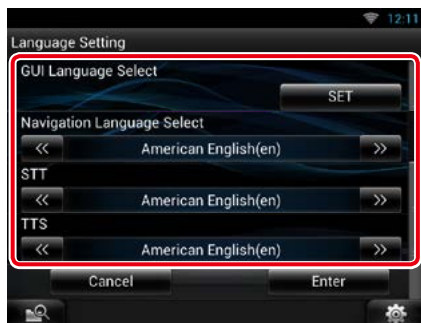 12:11
Language Setting
GUI Language Select
SET
Navigation Language Select
<< American English(en) >>
STT
<< American English(en) >>
TTS
<< American English(en) >>
Cancel Enter